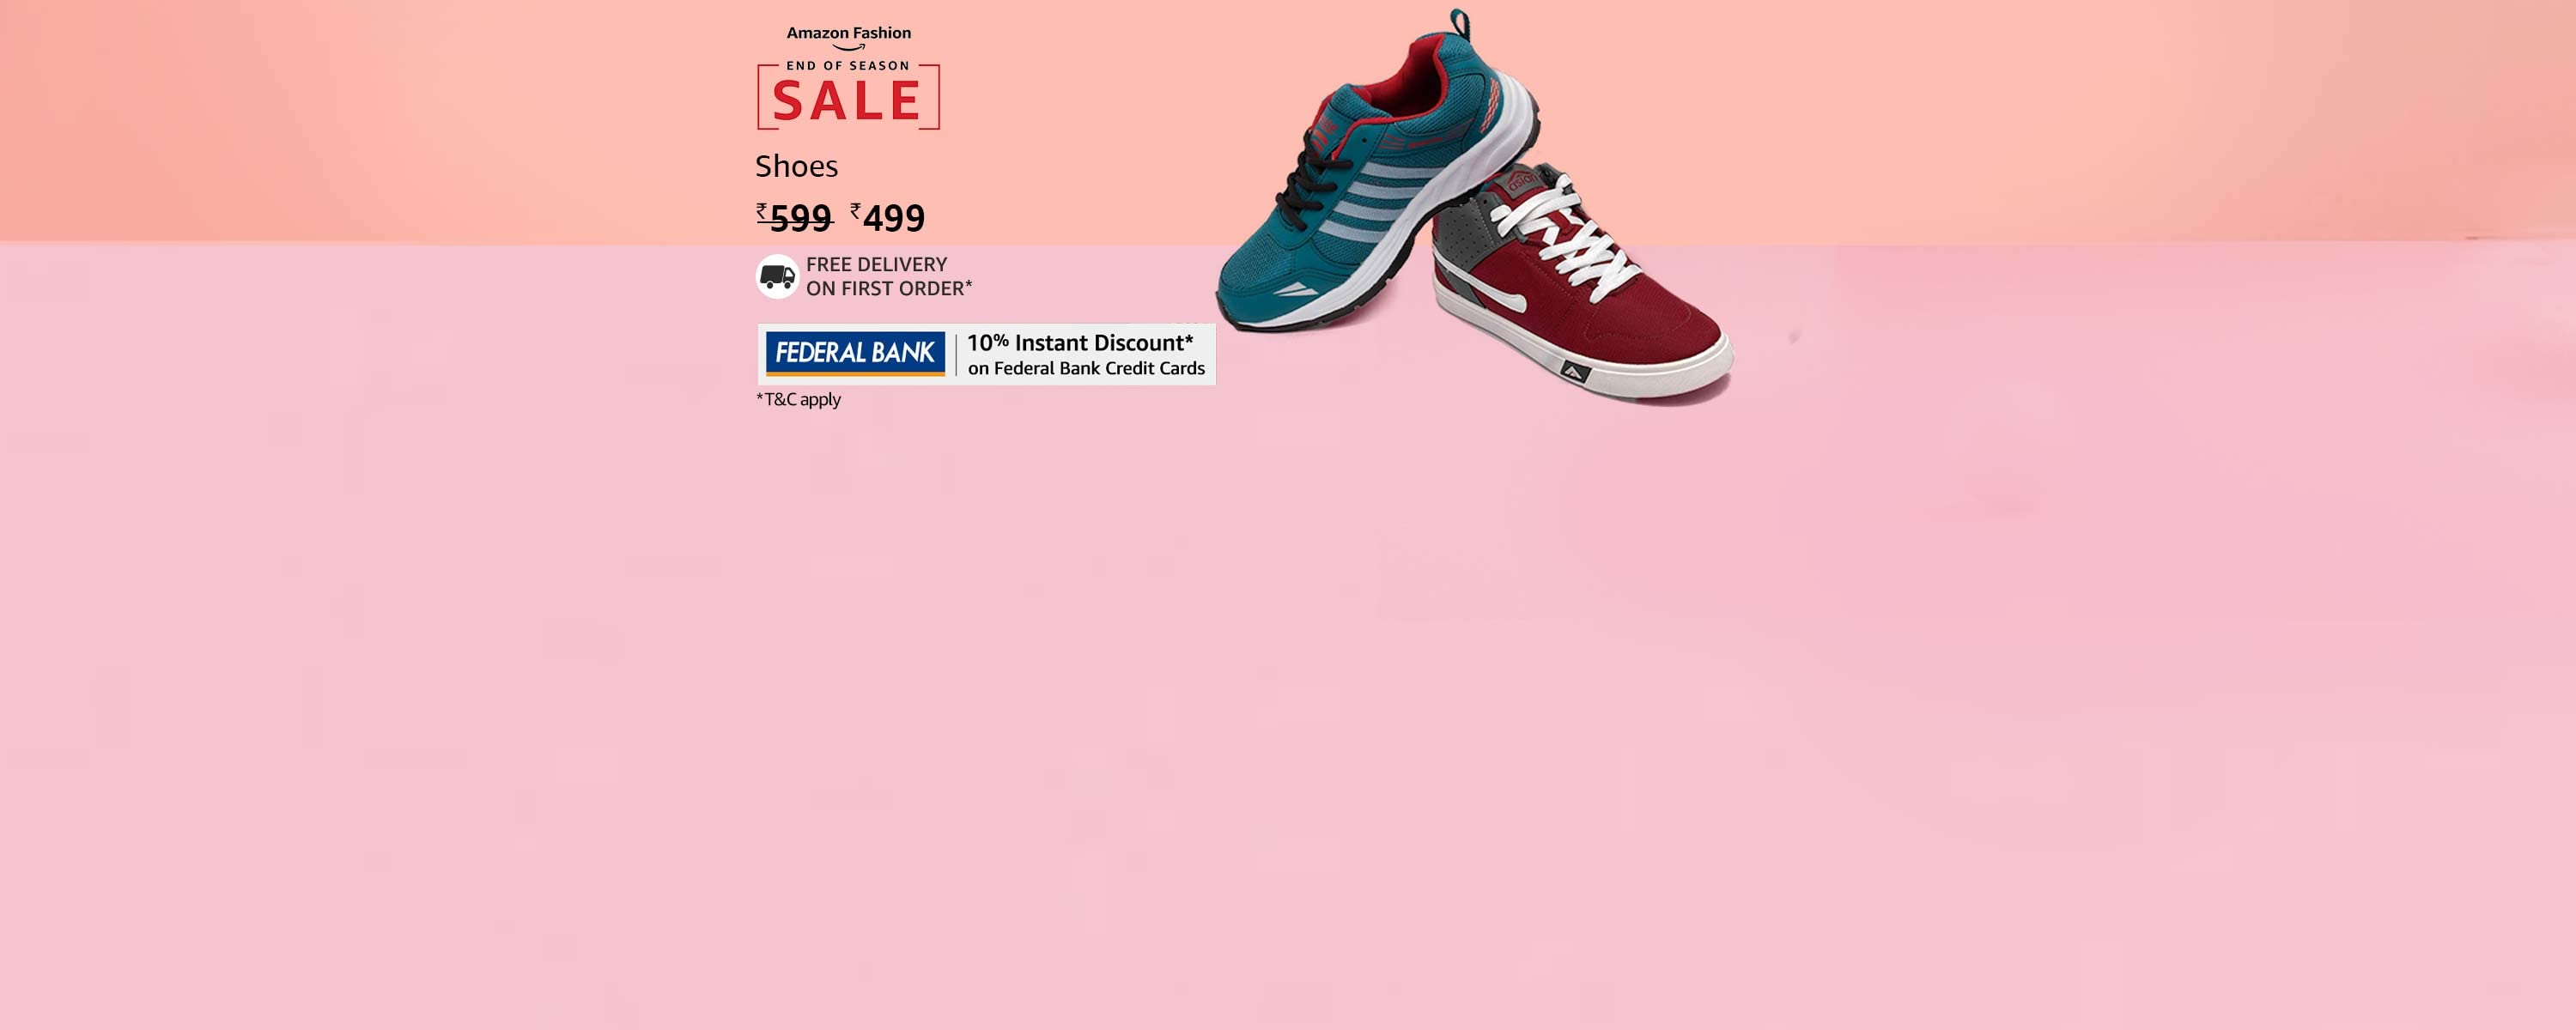 Amazon Fashion
END OF SEASON
SALE
Shoes
₹599 ₹499
FREE DELIVERY
ON FIRST ORDER*
FEDERAL BANK
10% Instant Discount*
on Federal Bank Credit Cards
*T&C apply
asian